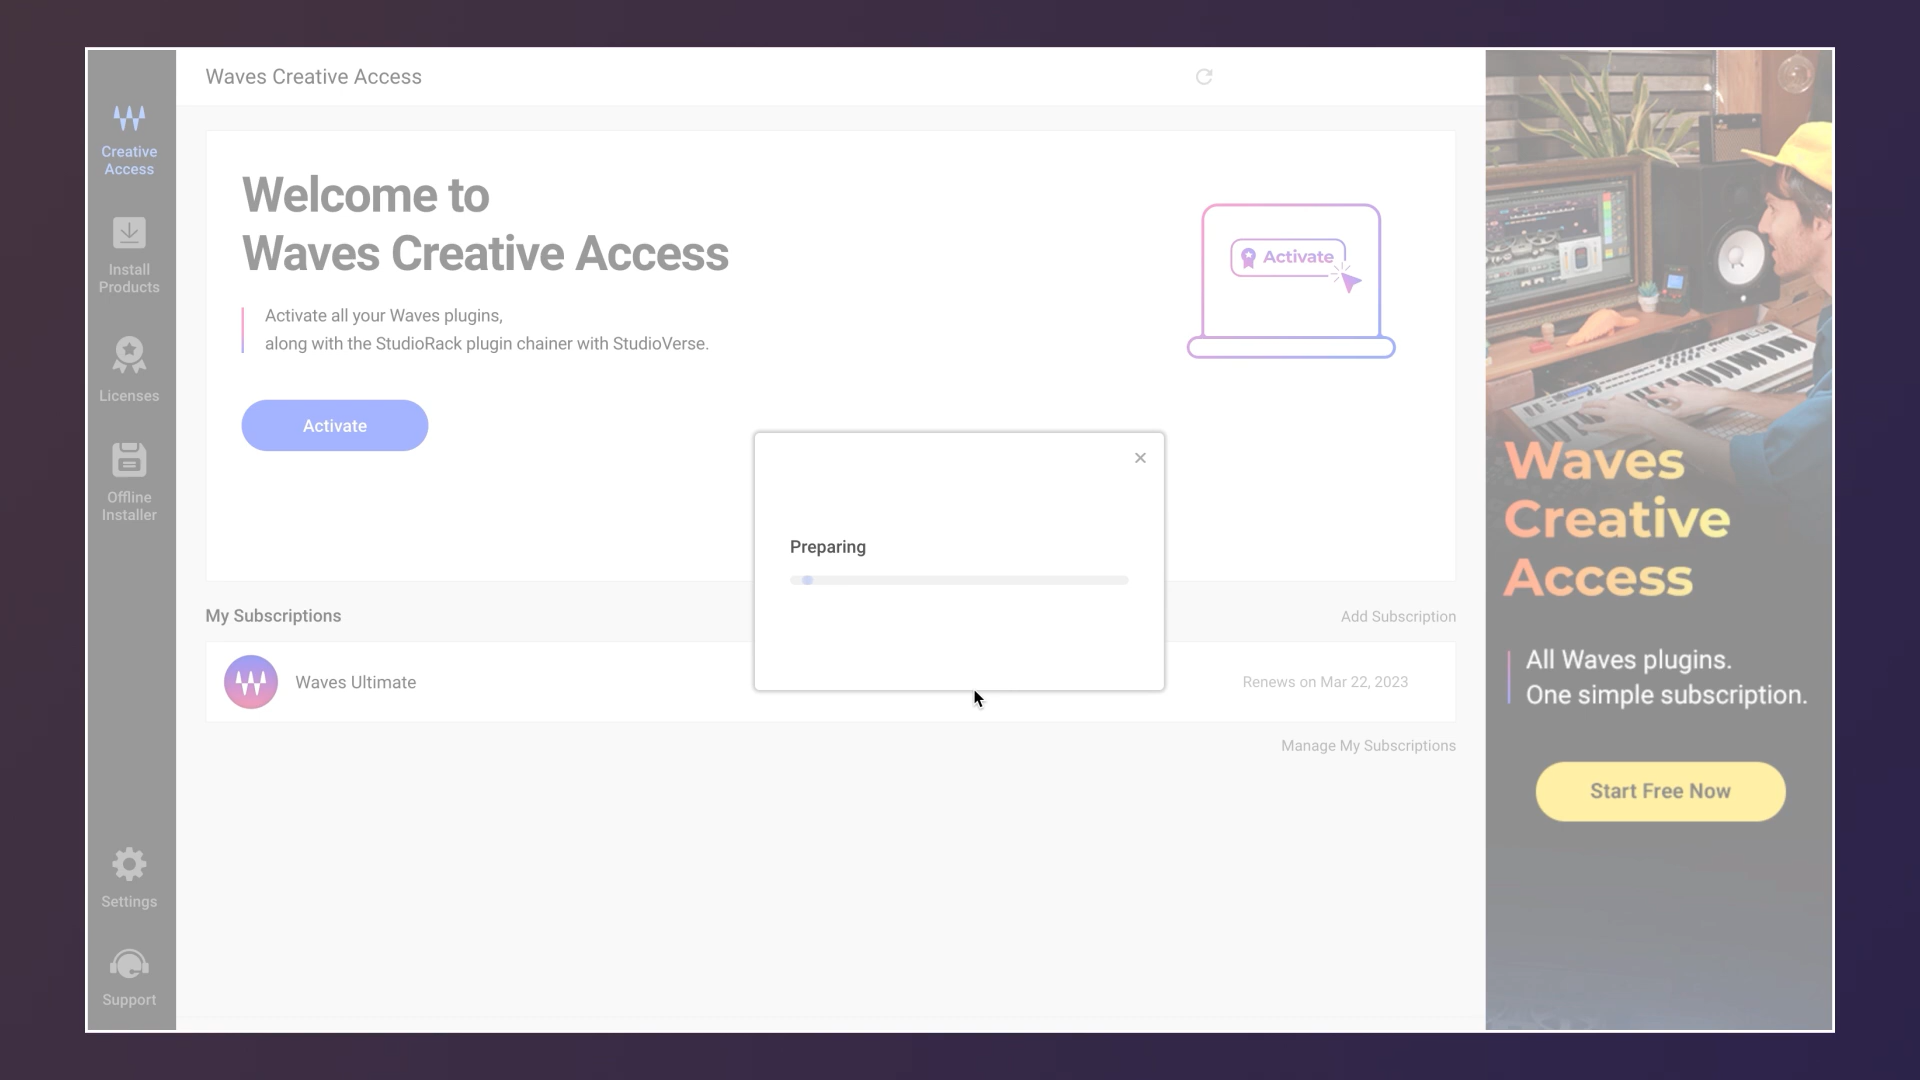 Waves Creative Access
Creative
Access
Install
Products
Licenses
Offline
Installer
Settings
Support
Welcome to
Waves Creative Access
Activate all your Waves plugins,
along with the StudioRack plugin chainer with StudioVerse.
Activate
Activate
Preparing
My Subscriptions
Add Subscription
Waves Ultimate
Renews on Mar 22, 2023
Manage My Subscriptions
Waves
Creative
Access
All Waves plugins.
One simple subscription.
Start Free Now